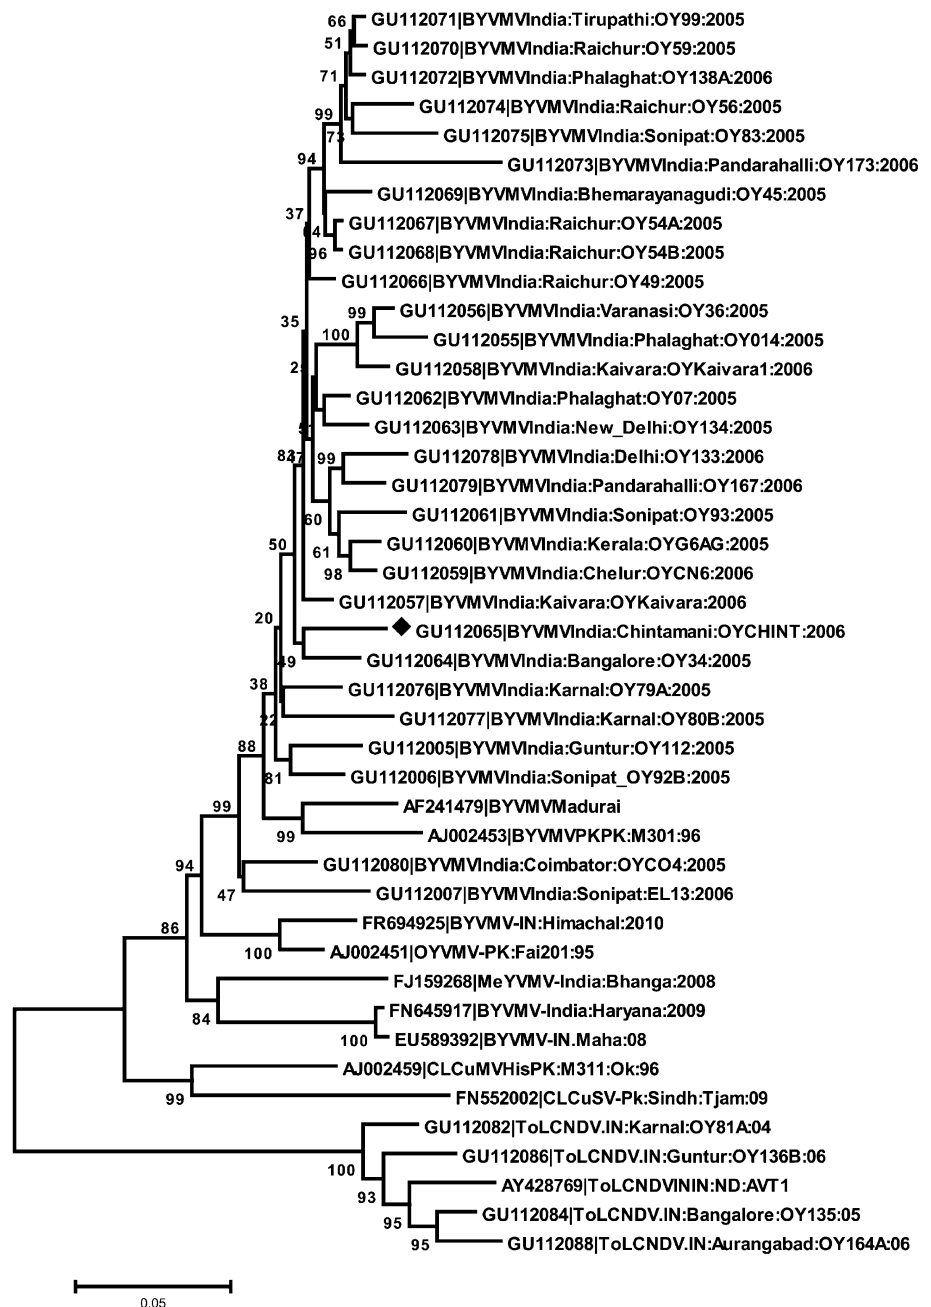 66
GU112071|BYVMVIndia:Tirupathi:OY99:2005
51
GU112070|BYVMVIndia:Raichur:OY59:2005
71
GU112072|BYVMVIndia:Phalaghat:OY138A:2006
GU112074|BYVMVIndia:Raichur:OY56:2005
99
73
GU112075|BYVMVIndia:Sonipat:OY83:2005
94
GU112073|BYVMVIndia:Pandarahalli:OY173:2006
GU112069|BYVMVIndia:Bhemarayanagudi:OY45:2005
37
GU112067|BYVMVIndia:Raichur:OY54A:2005
96
GU112068|BYVMVIndia:Raichur:OY54B:2005
GU112066|BYVMVIndia:Raichur:OY49:2005
99
GU112056|BYVMVIndia:Varanasi:OY36:2005
35
100
GU112055|BYVMVIndia:Phalaghat:OY014:2005
GU112058|BYVMVIndia:Kaivara:OYKaivara1:2006
GU112062|BYVMVIndia:Phalaghat:OY07:2005
GU112063|BYVMVIndia:New_Delhi:OY134:2005
99
GU112078|BYVMVIndia:Delhi:OY133:2006
GU112079|BYVMVIndia:Pandarahalli:OY167:2006
60
GU112061|BYVMVIndia:Sonipat:OY93:2005
61
GU112060|BYVMVIndia:Kerala:OYG6AG:2005
98
GU112059|BYVMVIndia:Chelur:OYCN6:2006
50
GU112057|BYVMVIndia:Kaivara:OYKaivara:2006
20
GU112065|BYVMVIndia:Chintamani:OYCHINT:2006
49
GU112064|BYVMVIndia:Bangalore:OY34:2005
38
GU112076|BYVMVIndia:Karnal:OY79A:2005
22
GU112077|BYVMVIndia:Karnal:OY80B:2005
88
GU112005|BYVMVIndia:Guntur:OY112:2005
81
GU112006|BYVMVIndia:Sonipat_OY92B:2005
99
AF241479|BYVMVMadurai
99
AJ002453|BYVMVPKPK:M301:96
94
GU112080|BYVMVIndia:Coimbator:OYCO4:2005
47
GU112007|BYVMVIndia:Sonipat:EL13:2006
86
FR694925|BYVMV-IN:Himachal:2010
100
AJ002451|OYVMV-PK:Fai201:95
FJ159268|MeYVMV-India:Bhanga:2008
84
FN645917|BYVMV-India:Haryana:2009
100
EU589392|BYVMV-IN.Maha:08
AJ002459|CLCuMVHisPK:M311:Ok:96
99
FN552002|CLCuSV-Pk:Sindh:Tjam:09
GU112082|ToLCNDV.IN:Karnal:OY81A:04
100
GU112086|ToLCNDV.IN:Guntur:OY136B:06
93
AY428769|ToLCNDVININ:ND:AVT1
95
GU112084|ToLCNDV.IN:Bangalore:OY135:05
95
GU112088|ToLCNDV.IN:Aurangabad:OY164A:06
0.05